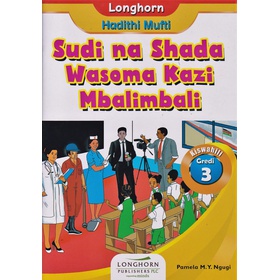 Longhorn
Hadithi Mufti
Sudi na Shada
Wasoma Kazi
Mbalimbali
Kiswahili
Gredi
3
LONGHORN
PUBLISHERS PLC
Pamela M.Y. Ngugi